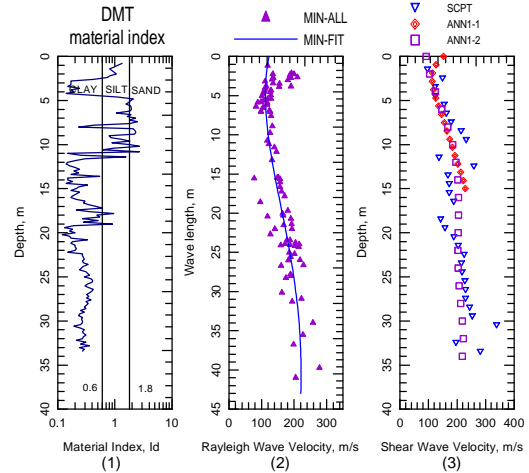 DMT
material index
MIN-ALL
MIN-FIT
SCPT
ANN1-1
ANN1-2
CLAY SILT SAND
0.6 1.8
Depth, m
0
5
10
15
20
25
30
35
40
45
0.1 1 10
Material Index, Id
(1)
Wave length, m
0
5
10
15
20
25
30
35
40
45
0 100 200 300
Rayleigh Wave Velocity, m/s
(2)
Depth, m
0
5
10
15
20
25
30
35
40
45
0 100 200 300 400
Shear Wave Velocity, m/s
(3)